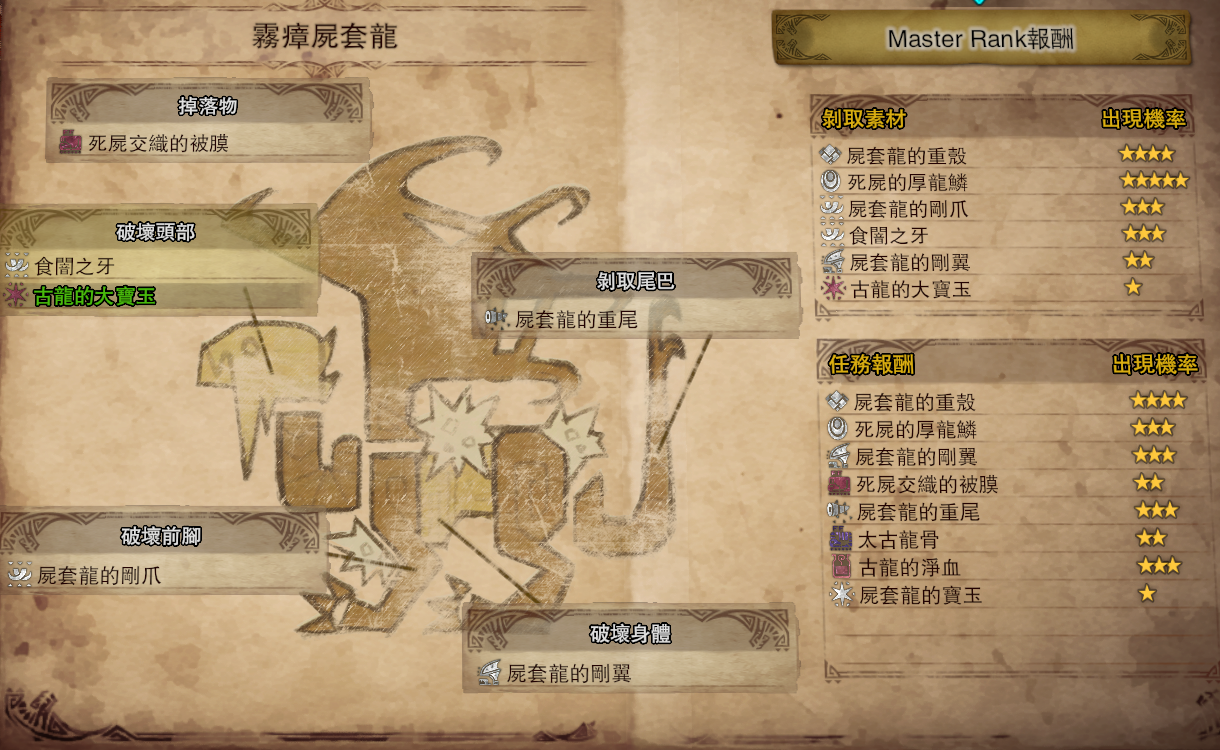 霧瘴屍套龍
掉落物
死屍交織的被膜
破壞頭部
食闇之牙
古龍的大寶玉
剝取尾巴
屍套龍的重尾
破壞前腳
屍套龍的剛爪
破壞身體
屍套龍的剛翼
Master Rank報酬
剝取素材 出現機率
屍套龍的重殼 ★★★★
死屍的厚龍鱗 ★★★★★
屍套龍的剛爪 ★★★
食闇之牙 ★★★
屍套龍的剛翼 ★★
古龍的大寶玉 ★
任務報酬 出現機率
屍套龍的重殼 ★★★★
死屍的厚龍鱗 ★★★
屍套龍的剛翼 ★★★
死屍交織的被膜 ★★
屍套龍的重尾 ★★★
太古龍骨 ★★
古龍的淨血 ★★★
屍套龍的寶玉 ★